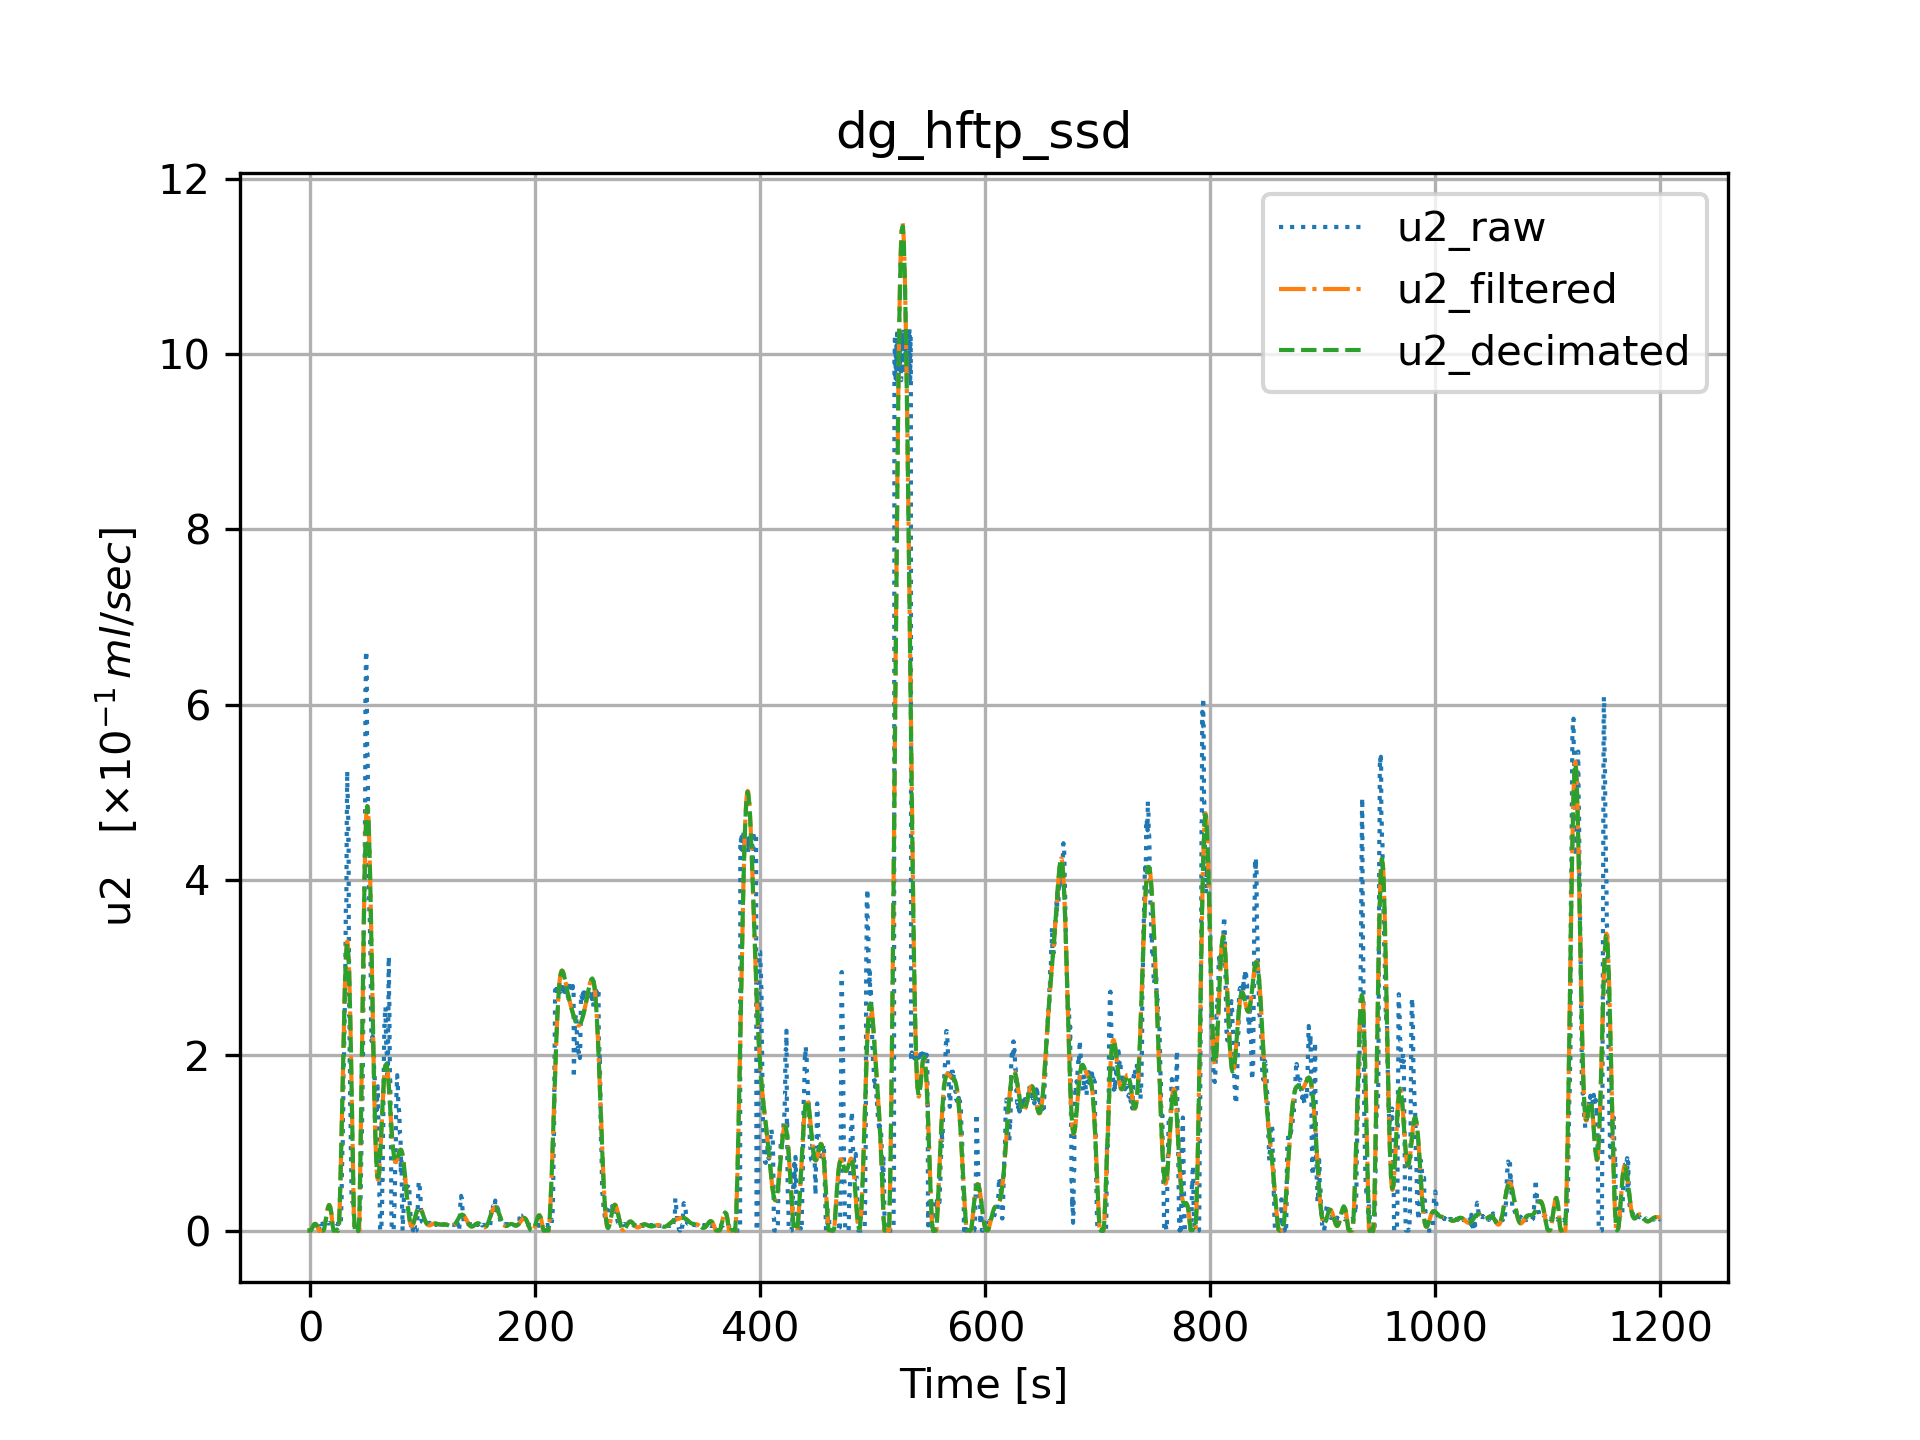 dg_hftp_ssd
12
10
8
6
4
2
0
u2 [×10⁻¹ ml/sec]
u2_raw
u2_filtered
u2_decimated
0 200 400 600 800 1000 1200
Time [s]